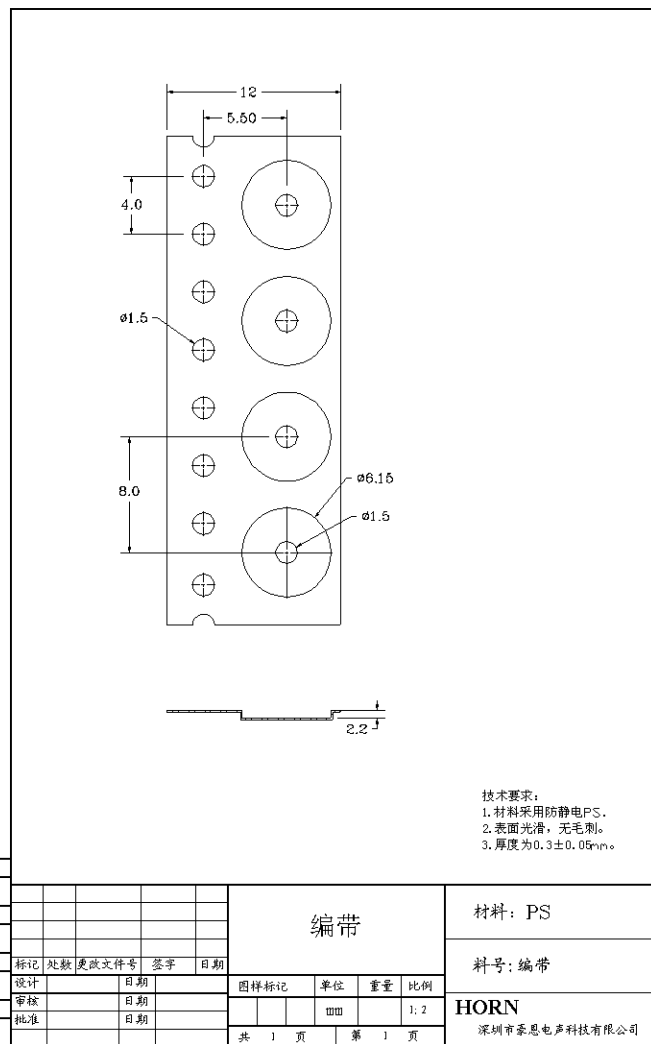 12
5.50
4.0
ø1.5
8.0
ø6.15
ø1.5
2.2
技术要求:
1.材料采用防静电PS.
2.表面光滑，无毛刺。
3.厚度为0.3±0.05mm。
编带
材料: PS
标记 处数 更改文件号 签字 日期
料号: 编带
设计 日期
图样标记 单位 重量 比例
审核 日期
mm 1:2
批准 日期
HORN
共 1 页 第 1 页
深圳市豪恩电声科技有限公司